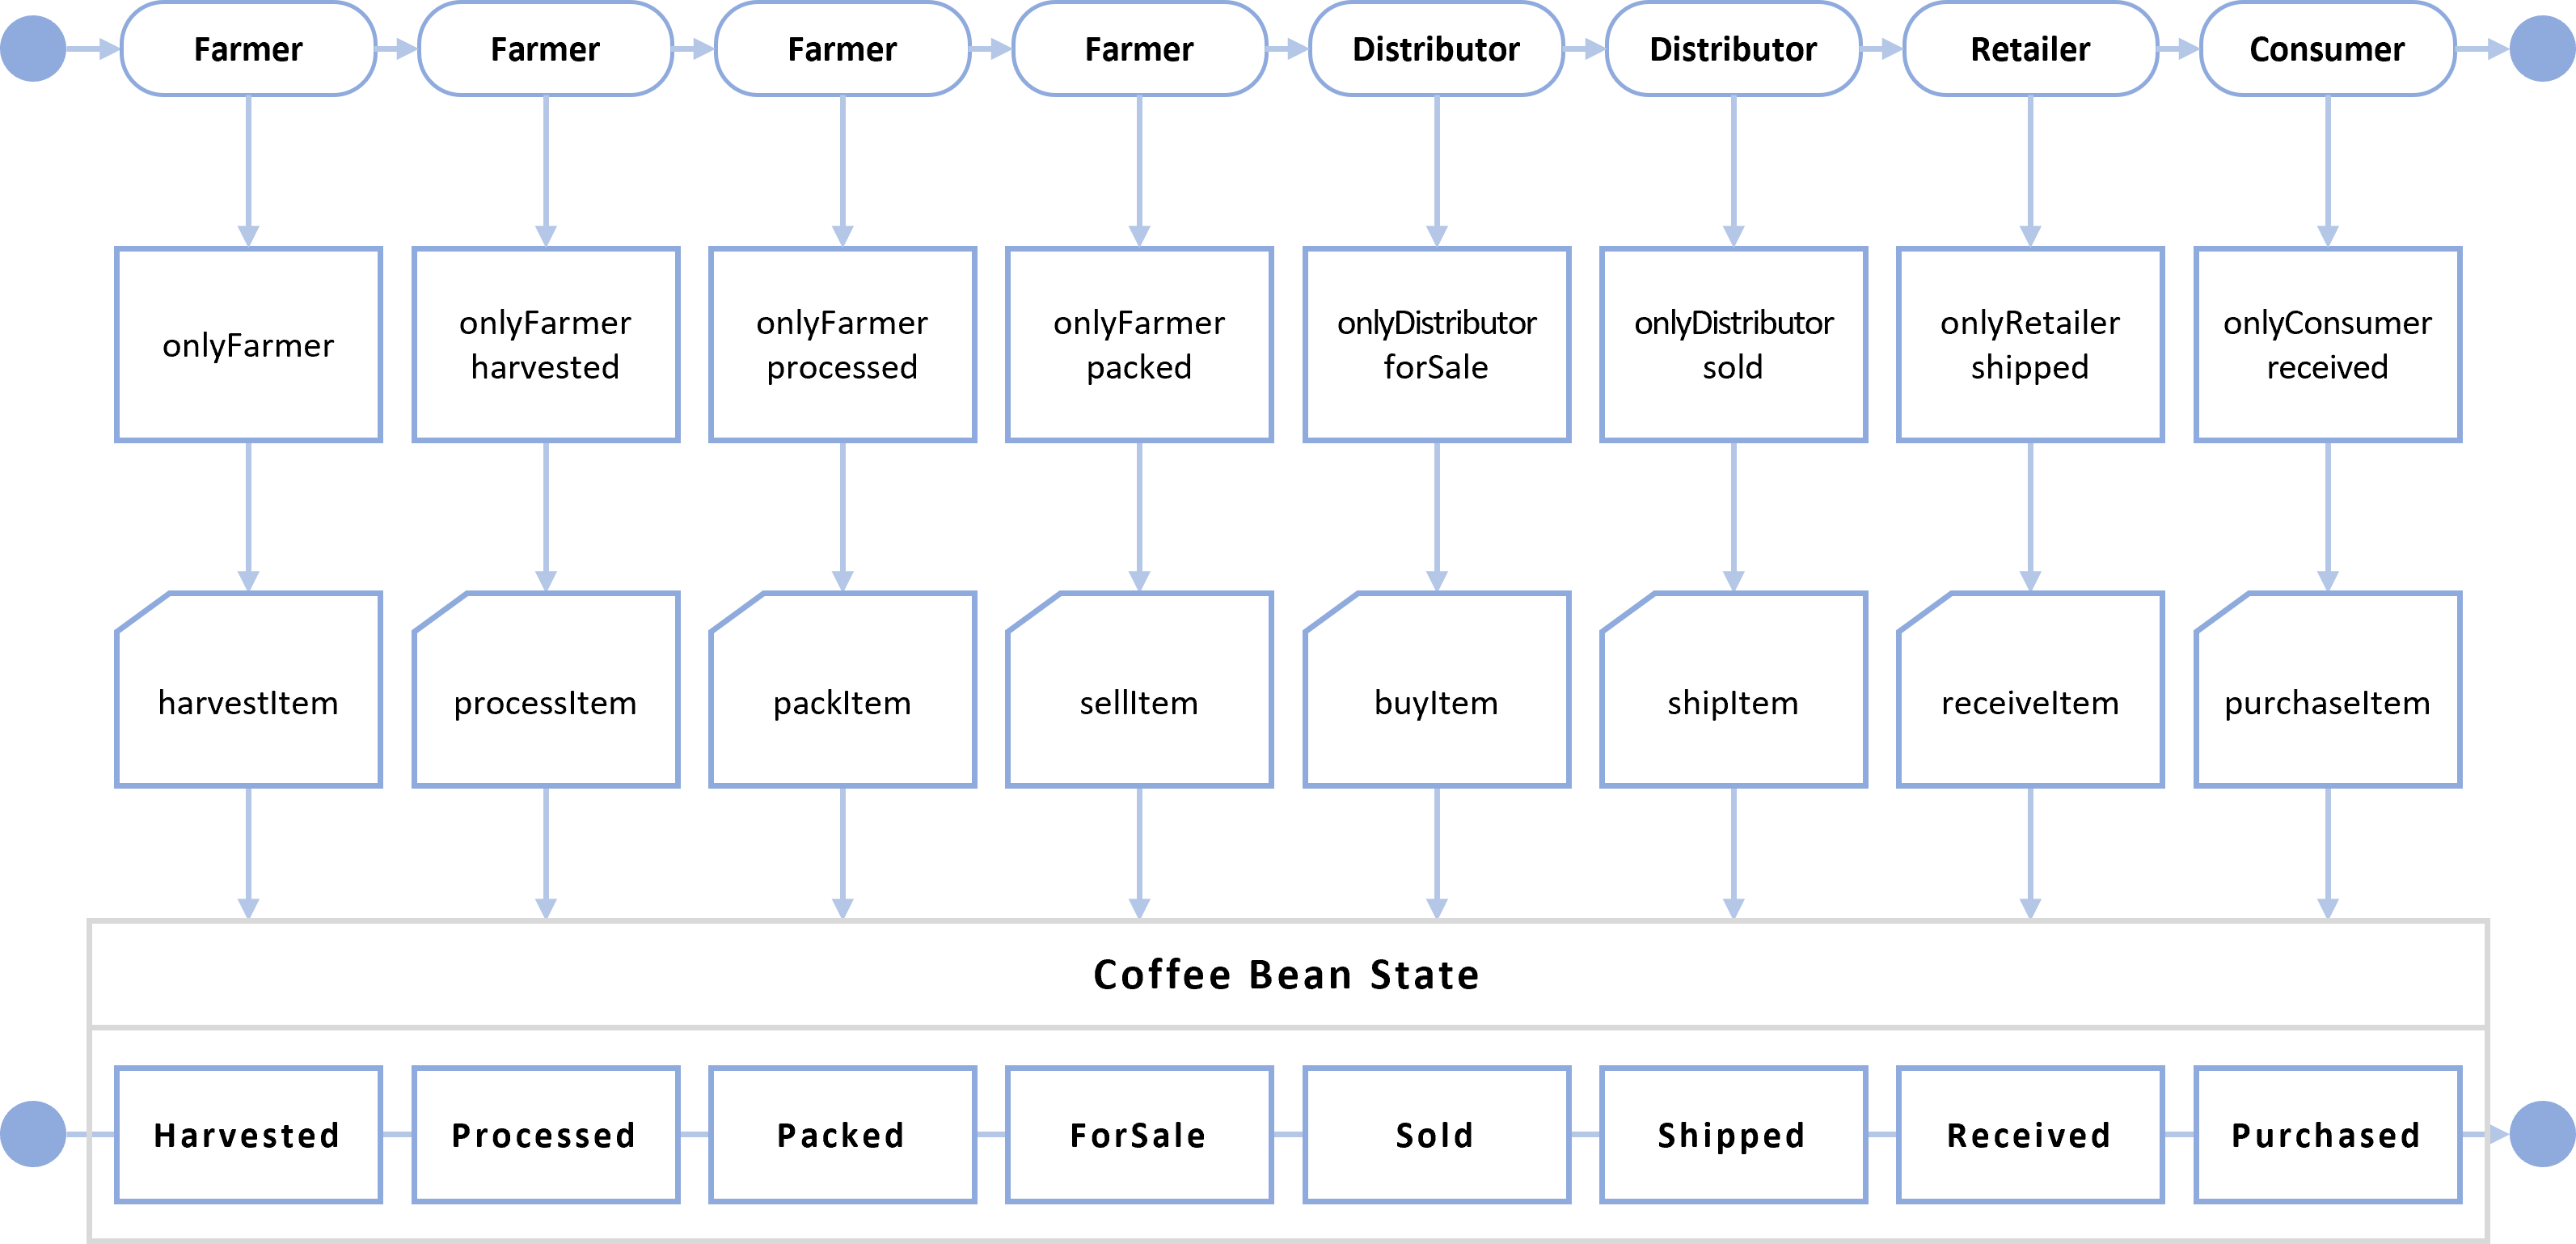 Farmer
Farmer
Farmer
Farmer
Distributor
Distributor
Retailer
Consumer
onlyFarmer
onlyFarmer
harvested
onlyFarmer
processed
onlyFarmer
packed
onlyDistributor
forSale
onlyDistributor
sold
onlyRetailer
shipped
onlyConsumer
received
harvestItem
processItem
packItem
sellItem
buyItem
shipItem
receiveItem
purchaseItem
Coffee Bean State
Harvested
Processed
Packed
ForSale
Sold
Shipped
Received
Purchased